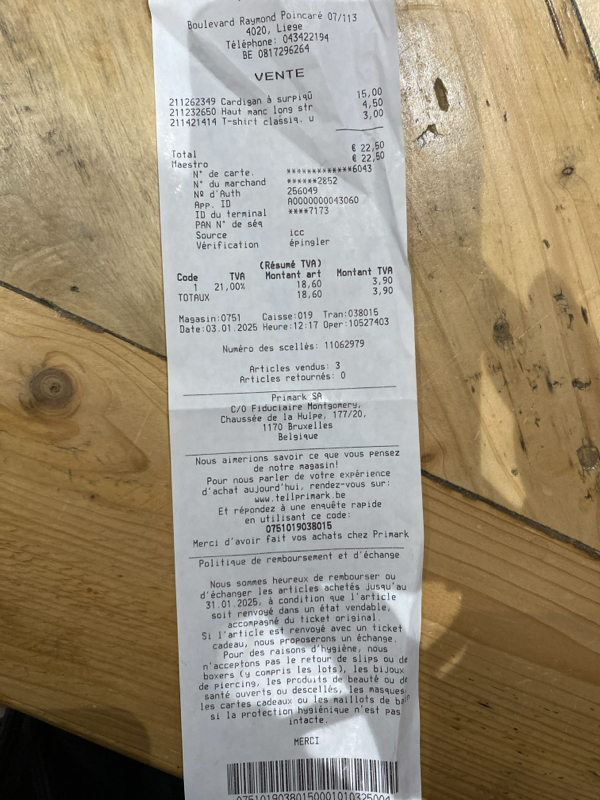 Boulevard Raymond Poincaré 07/113
4020, Liege
Téléphone: 043422194
BE 0817296264
VENTE
211262349 Cardigan à surpiqû 15,00
211232650 Haut manc long str 4,50
211421414 T-shirt classiq. u 3,00
Total € 22,50
Maestro € 22,50
N° de carte. ************6043
N° du marchand ******2852
Nº d'Auth 256049
App. ID A0000000043060
ID du terminal ****7173
PAN N° de séq
Source icc
Vérification épingler
(Résumé TVA)
Code TVA Montant art Montant TVA
1 21,00% 18,60 3,90
TOTAUX 18,60 3,90
Magasin:0751 Caisse:019 Tran:038015
Date:03.01.2025 Heure:12:17 Oper:10527403
Numéro des scellés: 11062979
Articles vendus: 3
Articles retournés: 0
Primark SA
C/O Fiduciaire Montgomery,
Chaussée de la Hulpe, 177/20,
1170 Bruxelles
Belgique
Nous aimerions savoir ce que vous pensez
de notre magasin!
Pour nous parler de votre expérience
d'achat aujourd'hui, rendez-vous sur:
www.tellprimark.be
Et répondez à une enquête rapide
en utilisant ce code:
0751019038015
Merci d'avoir fait vos achats chez Primark
Politique de remboursement et d'échange
Nous sommes heureux de rembourser ou
d'échanger les articles achetés jusqu'au
31.01.2025, à condition que l'article
soit renvoyé dans un état vendable,
accompagné du ticket original.
Si l'article est renvoyé avec un ticket
cadeau, nous proposerons un échange.
Pour des raisons d'hygiène, nous
n'acceptons pas le retour de slips ou de
boxers (y compris les lots), les bijoux
de piercing, les produits de beauté ou de
santé ouverts ou descellés, les masques,
les cartes cadeaux ou les maillots de bain
si la protection hygiénique n'est pas
intacte.
MERCI
07510190380150001010325004